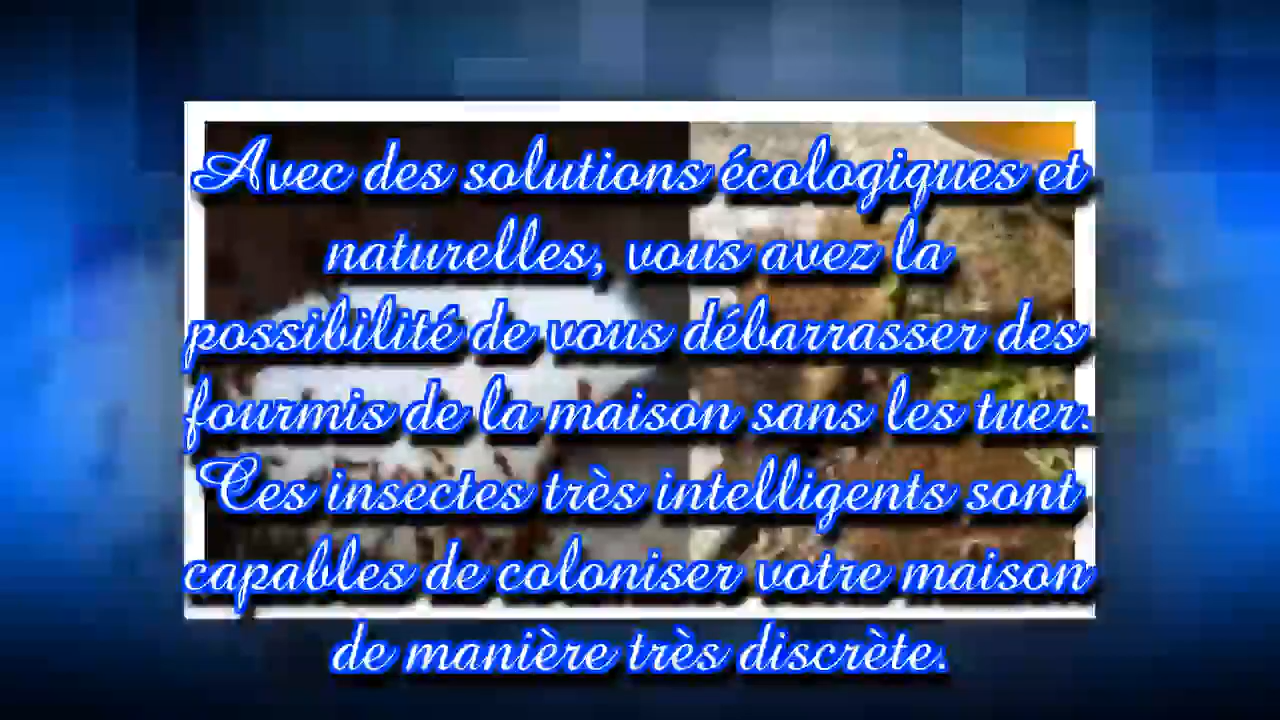 Avec des solutions écologiques et
naturelles, vous avez la
possibilité de vous débarrasser des
fourmis de la maison sans les tuer.
Ces insectes très intelligents sont
capables de coloniser votre maison
de manière très discrète.